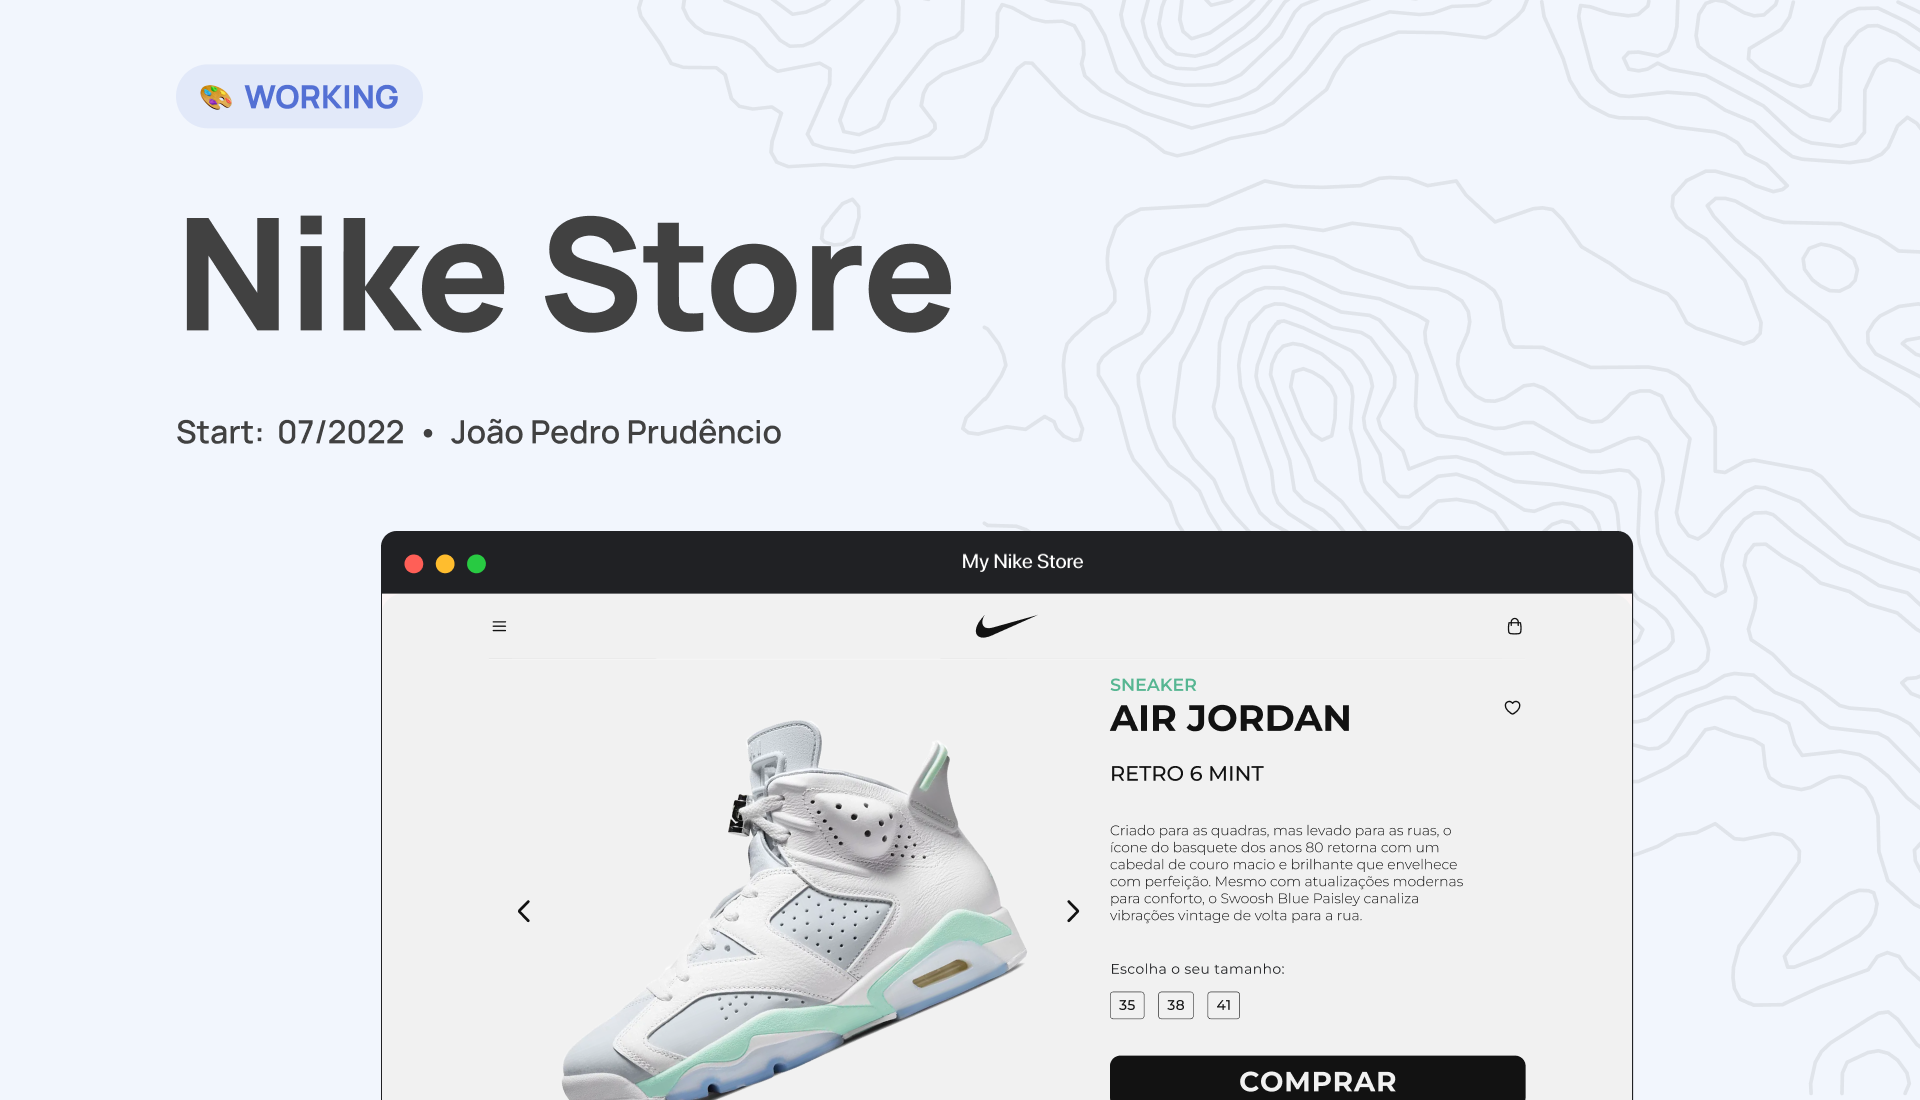 WORKING
Nike Store
Start: 07/2022 • João Pedro Prudêncio
My Nike Store
SNEAKER
AIR JORDAN
RETRO 6 MINT
Criado para as quadras, mas levado para as ruas, o
ícone do basquete dos anos 80 retorna com um
cabedal de couro macio e brilhante que envelhece
com perfeição. Mesmo com atualizações modernas
para conforto, o Swoosh Blue Paisley canaliza
vibrações vintage de volta para a rua.
Escolha o seu tamanho:
35 38 41
COMPRAR